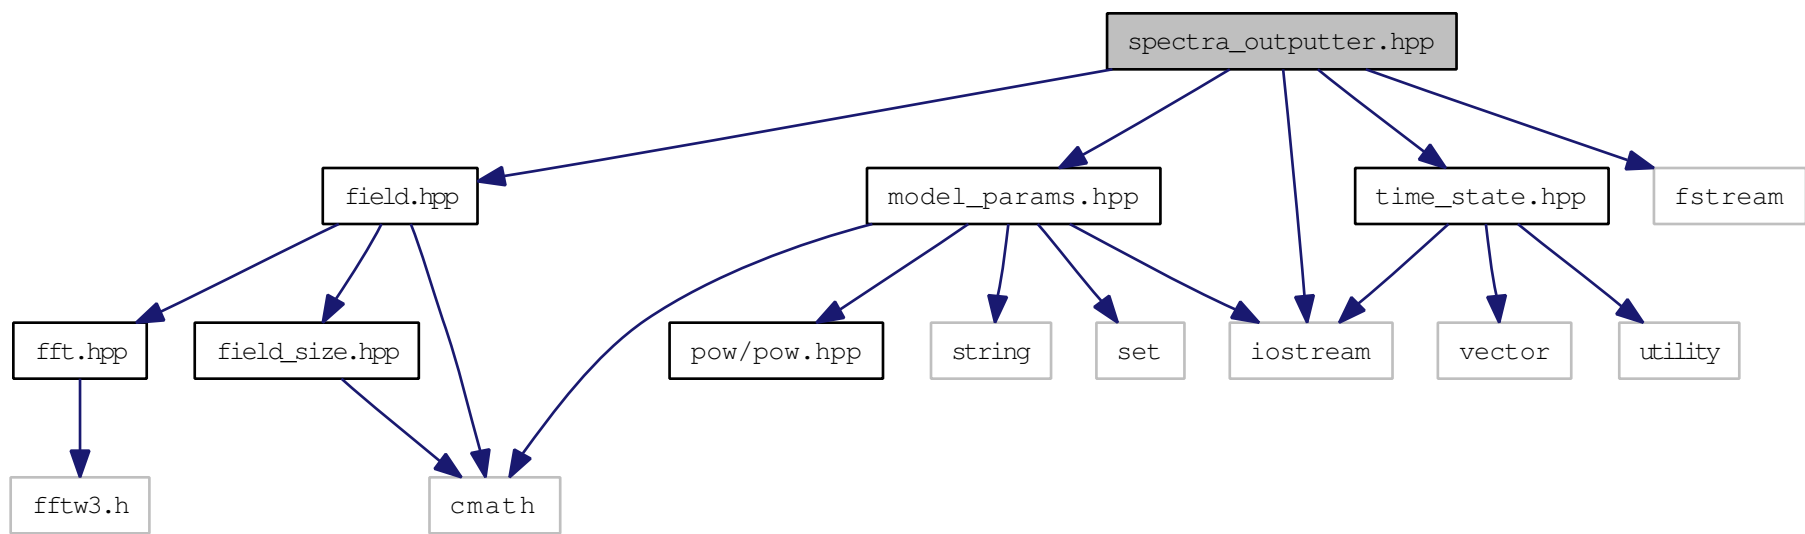 spectra_outputter.hpp
field.hpp
model_params.hpp
time_state.hpp
fstream
fft.hpp
field_size.hpp
pow/pow.hpp
string
set
iostream
vector
utility
fftw3.h
cmath